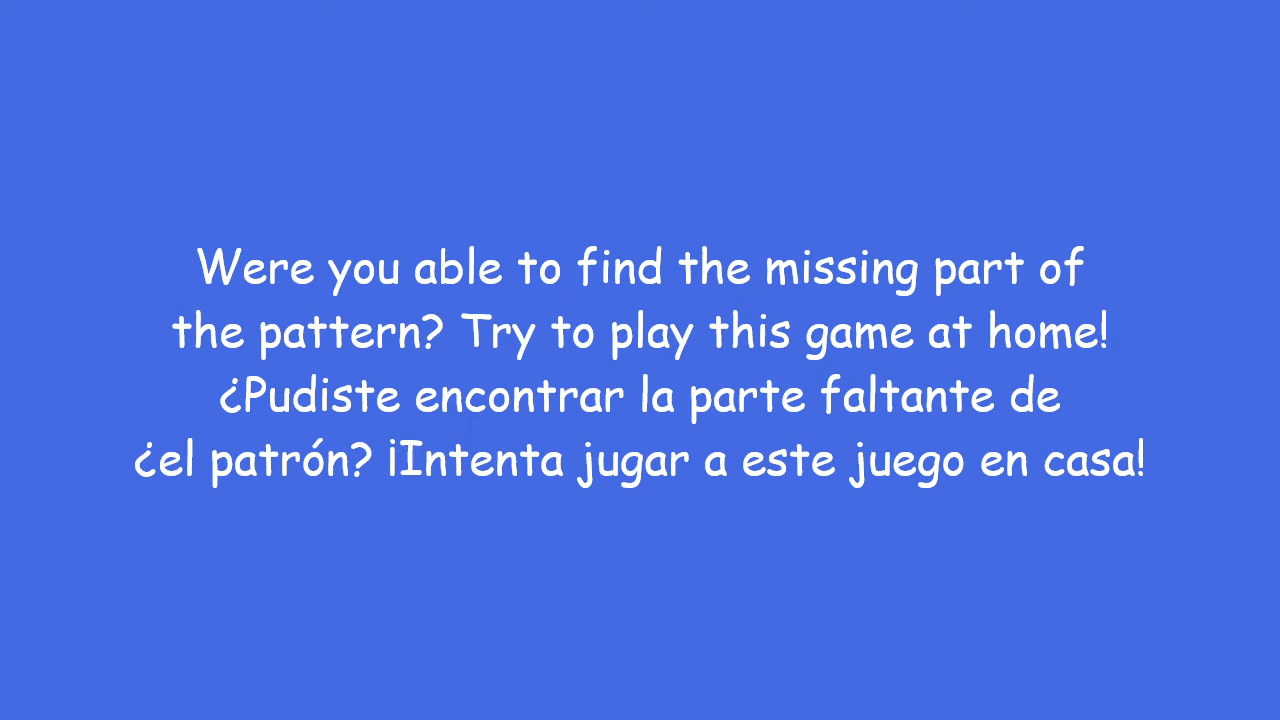 Were you able to find the missing part of
the pattern? Try to play this game at home!
¿Pudiste encontrar la parte faltante de
¿el patrón? ¡Intenta jugar a este juego en casa!